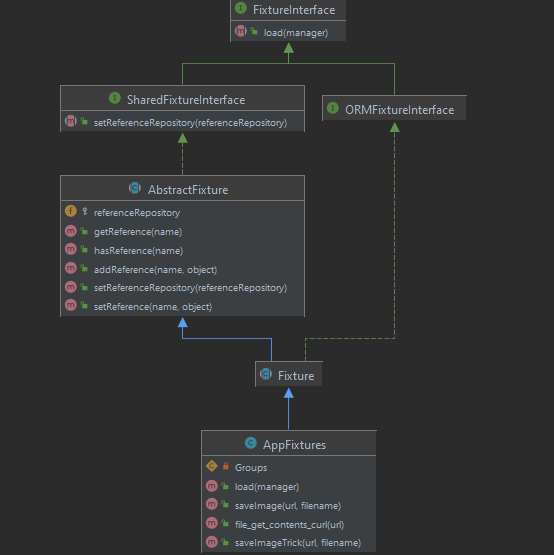 FixtureInterface
load(manager)
SharedFixtureInterface
setReferenceRepository(referenceRepository)
ORMFixtureInterface
AbstractFixture
referenceRepository
getReference(name)
hasReference(name)
addReference(name, object)
setReferenceRepository(referenceRepository)
setReference(name, object)
Fixture
AppFixtures
Groups
load(manager)
saveImage(url, filename)
file_get_contents_curl(url)
saveImageTrick(url, filename)